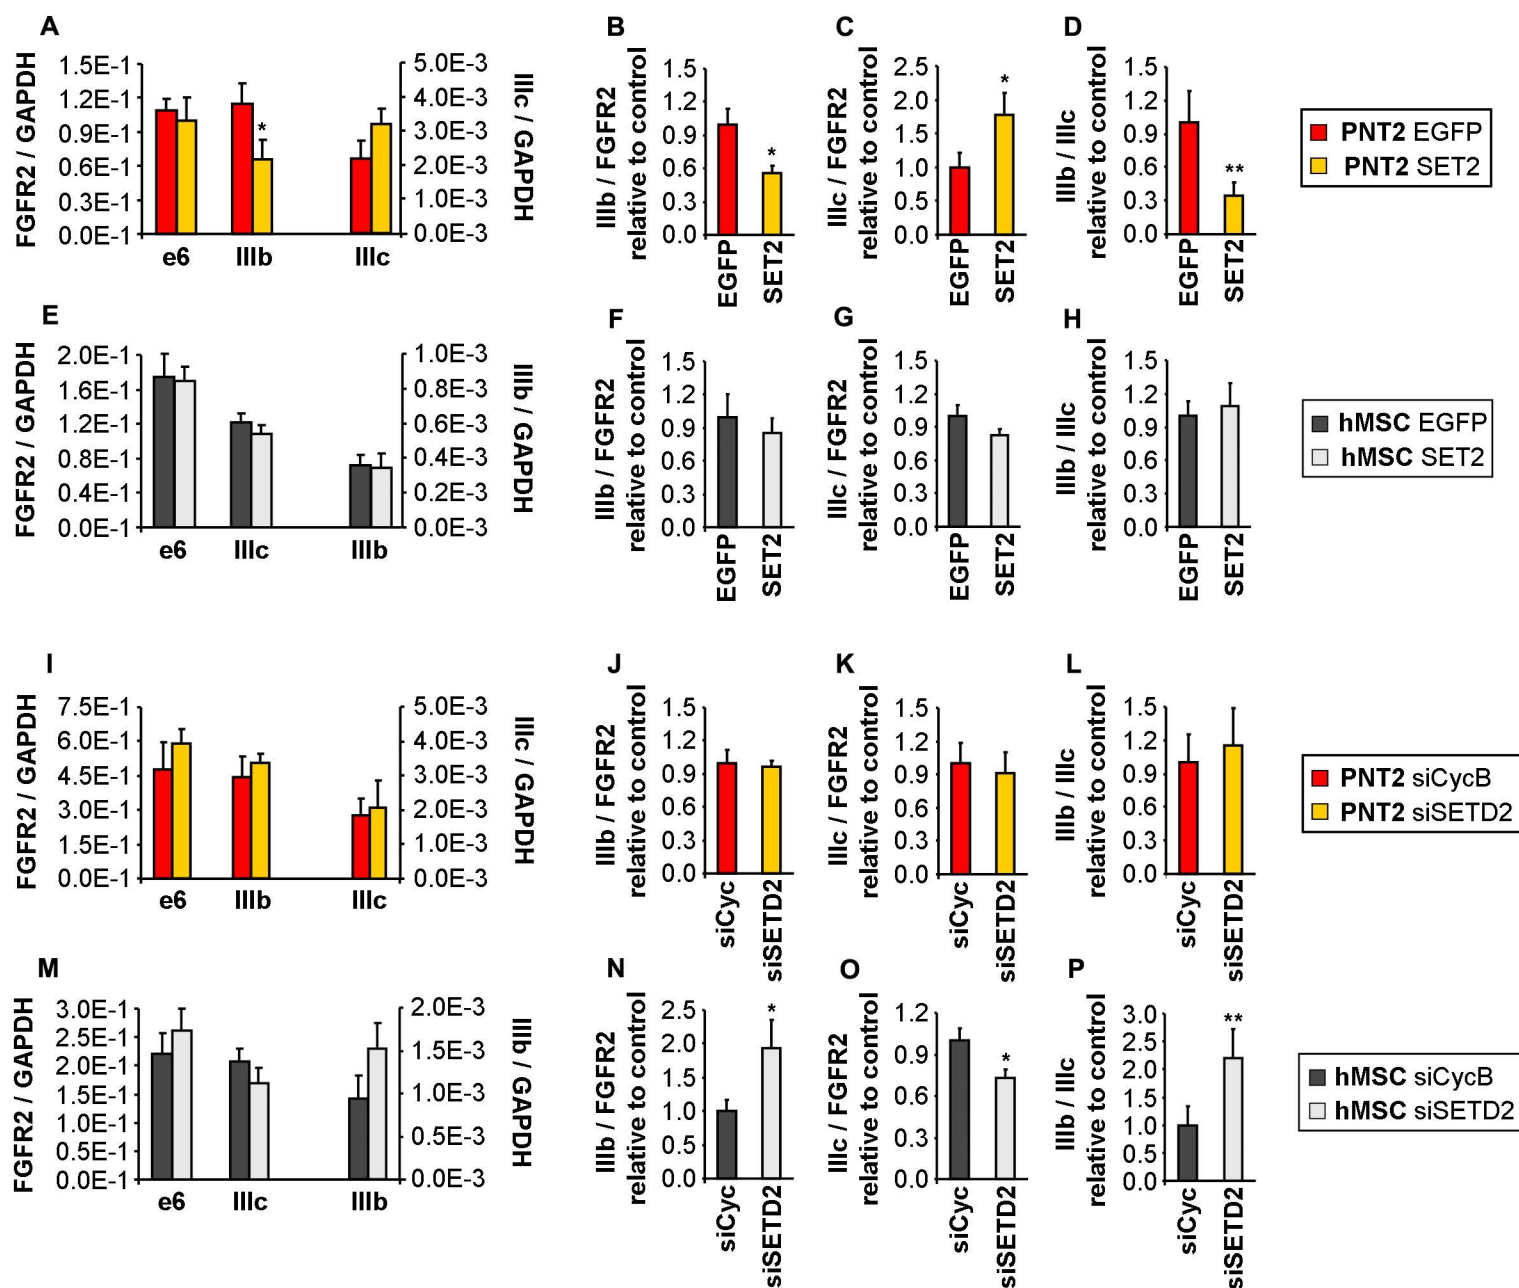 A
FGFR2 / GAPDH
1.5E-1
1.2E-1
0.9E-1
0.6E-1
0.3E-1
0.0E-1
*
e6 IIIb IIIc
5.0E-3
4.0E-3
3.0E-3
2.0E-3
1.0E-3
0.0E-3
IIIc / GAPDH
B
IIIb / FGFR2
relative to control
1.5
1.2
0.9
0.6
0.3
0.0
*
EGFP
SET2
C
IIIc / FGFR2
relative to control
2.5
2.0
1.5
1.0
0.5
0.0
*
EGFP
SET2
D
IIIb / IIIc
relative to control
1.5
1.2
0.9
0.6
0.3
0.0
**
EGFP
SET2
PNT2 EGFP
PNT2 SET2
E
FGFR2 / GAPDH
2.0E-1
1.6E-1
1.2E-1
0.8E-1
0.4E-1
0.0E-1
e6 IIIc IIIb
1.0E-3
0.8E-3
0.6E-3
0.4E-3
0.2E-3
0.0E-3
IIIb / GAPDH
F
IIIb / FGFR2
relative to control
1.5
1.2
0.9
0.6
0.3
0.0
EGFP
SET2
G
IIIc / FGFR2
relative to control
1.5
1.2
0.9
0.6
0.3
0.0
EGFP
SET2
H
IIIb / IIIc
relative to control
1.5
1.2
0.9
0.6
0.3
0.0
EGFP
SET2
hMSC EGFP
hMSC SET2
I
FGFR2 / GAPDH
7.5E-1
6.0E-1
4.5E-1
3.0E-1
1.5E-1
0.0E-1
e6 IIIb IIIc
5.0E-3
4.0E-3
3.0E-3
2.0E-3
1.0E-3
0.0E-3
IIIc / GAPDH
J
IIIb / FGFR2
relative to control
1.5
1.2
0.9
0.6
0.3
0.0
siCyc
siSETD2
K
IIIc / FGFR2
relative to control
1.5
1.2
0.9
0.6
0.3
0.0
siCyc
siSETD2
L
IIIb / IIIc
relative to control
1.5
1.2
0.9
0.6
0.3
0.0
siCyc
siSETD2
PNT2 siCycB
PNT2 siSETD2
M
FGFR2 / GAPDH
3.0E-1
2.5E-1
2.0E-1
1.5E-1
1.0E-1
0.5E-1
0.0E-1
e6 IIIc IIIb
2.0E-3
1.5E-3
1.0E-3
0.5E-3
0.0E-3
IIIb / GAPDH
N
IIIb / FGFR2
relative to control
2.5
2.0
1.5
1.0
0.5
0.0
*
siCyc
siSETD2
O
IIIc / FGFR2
relative to control
1.2
0.9
0.6
0.3
0.0
*
siCyc
siSETD2
P
IIIb / IIIc
relative to control
3.0
2.5
2.0
1.5
1.0
0.5
0.0
**
siCyc
siSETD2
hMSC siCycB
hMSC siSETD2